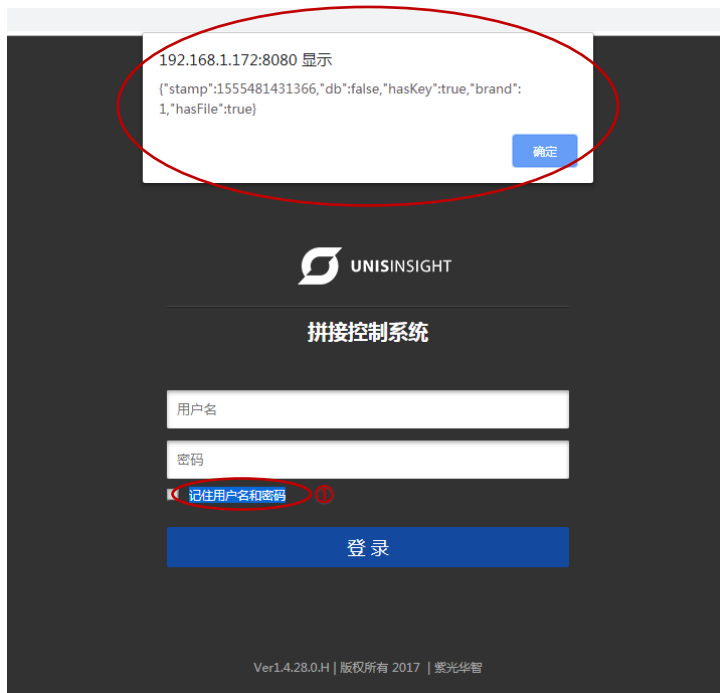 192.168.1.172:8080 显示
{"stamp":1555481431366,"db":false,"hasKey":true,"brand":
1,"hasFile":true}
确定
UNISINSIGHT
拼接控制系统
用户名
密码
记住用户名和密码 ①
登录
Ver1.4.28.0.H | 版权所有 2017 | 紫光华智